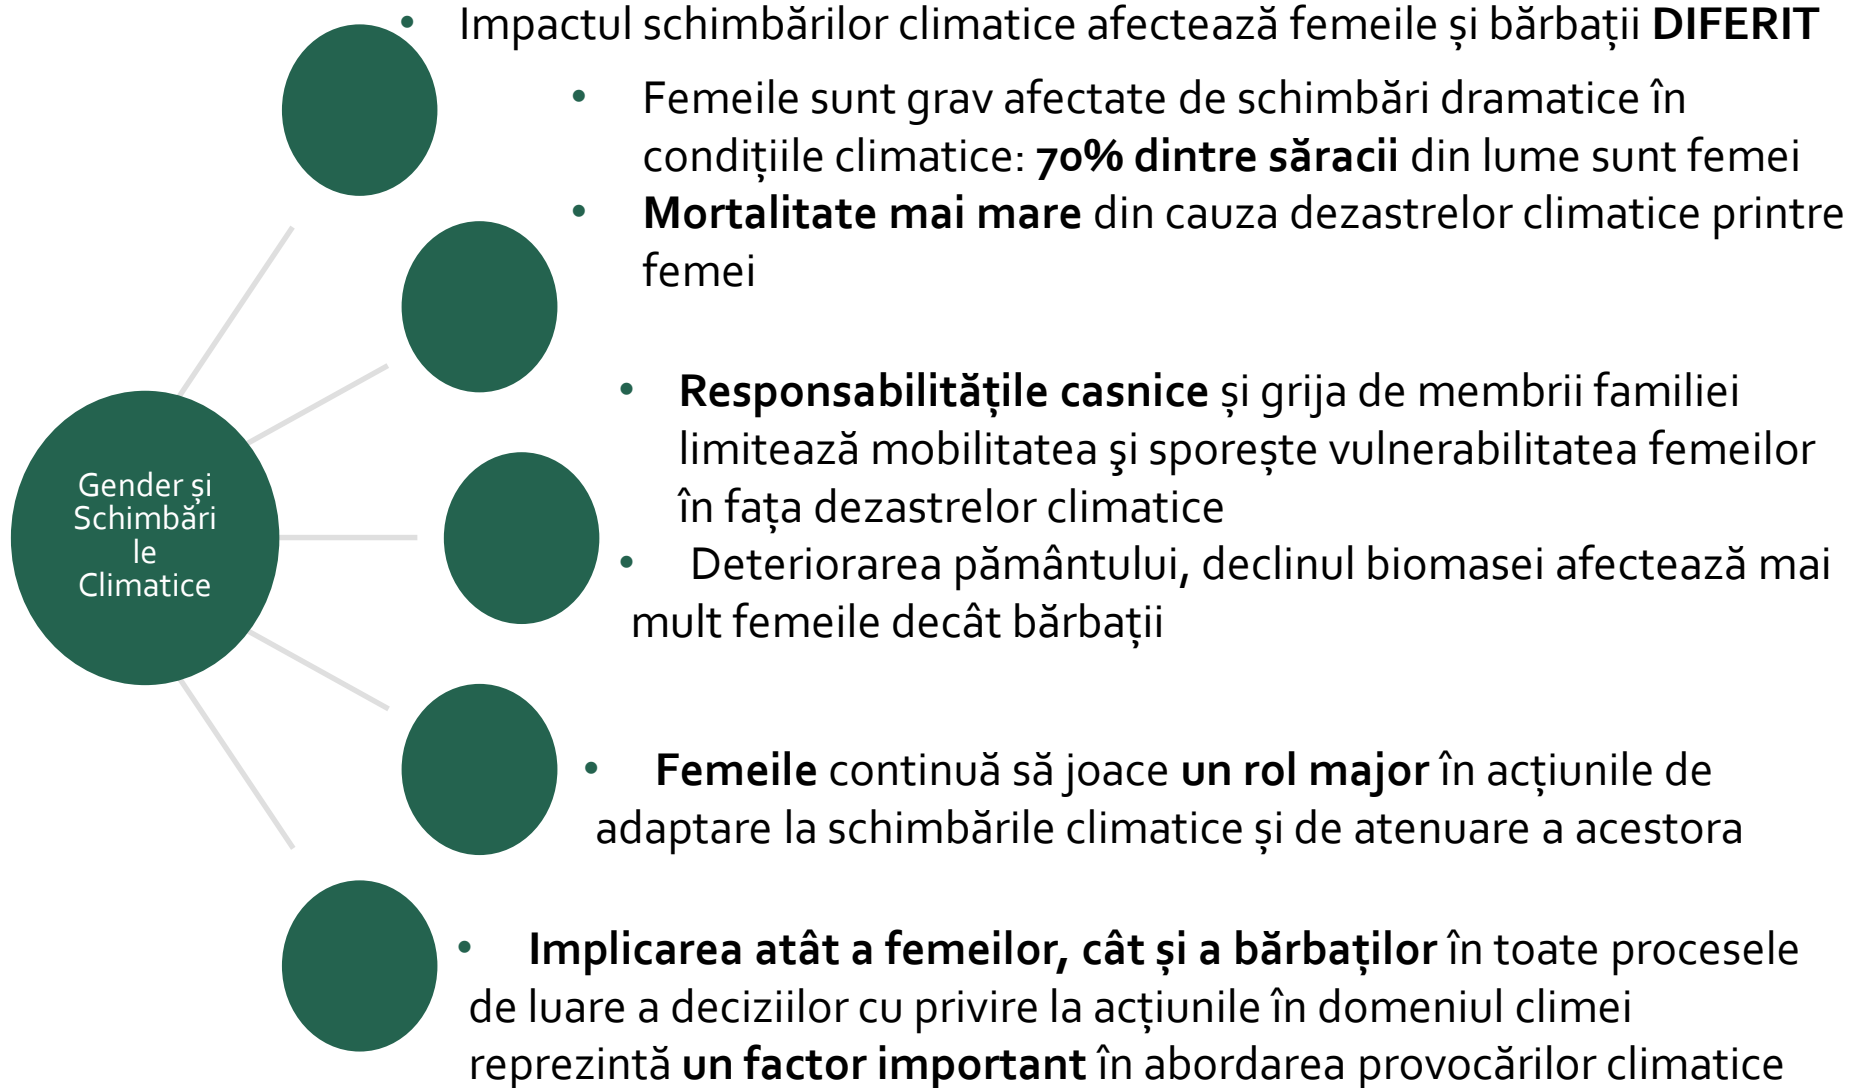 • Impactul schimbărilor climatice afectează femeile și bărbații DIFERIT
• Femeile sunt grav afectate de schimbări dramatice în
condițiile climatice: 70% dintre săracii din lume sunt femei
• Mortalitate mai mare din cauza dezastrelor climatice printre
femei
• Responsabilitățile casnice și grija de membrii familiei
limitează mobilitatea şi sporește vulnerabilitatea femeilor
în fața dezastrelor climatice
• Deteriorarea pământului, declinul biomasei afectează mai
mult femeile decât bărbații
Gender și
Schimbări
le
Climatice
• Femeile continuă să joace un rol major în acțiunile de
adaptare la schimbările climatice și de atenuare a acestora
• Implicarea atât a femeilor, cât și a bărbaților în toate procesele
de luare a deciziilor cu privire la acțiunile în domeniul climei
reprezintă un factor important în abordarea provocărilor climatice